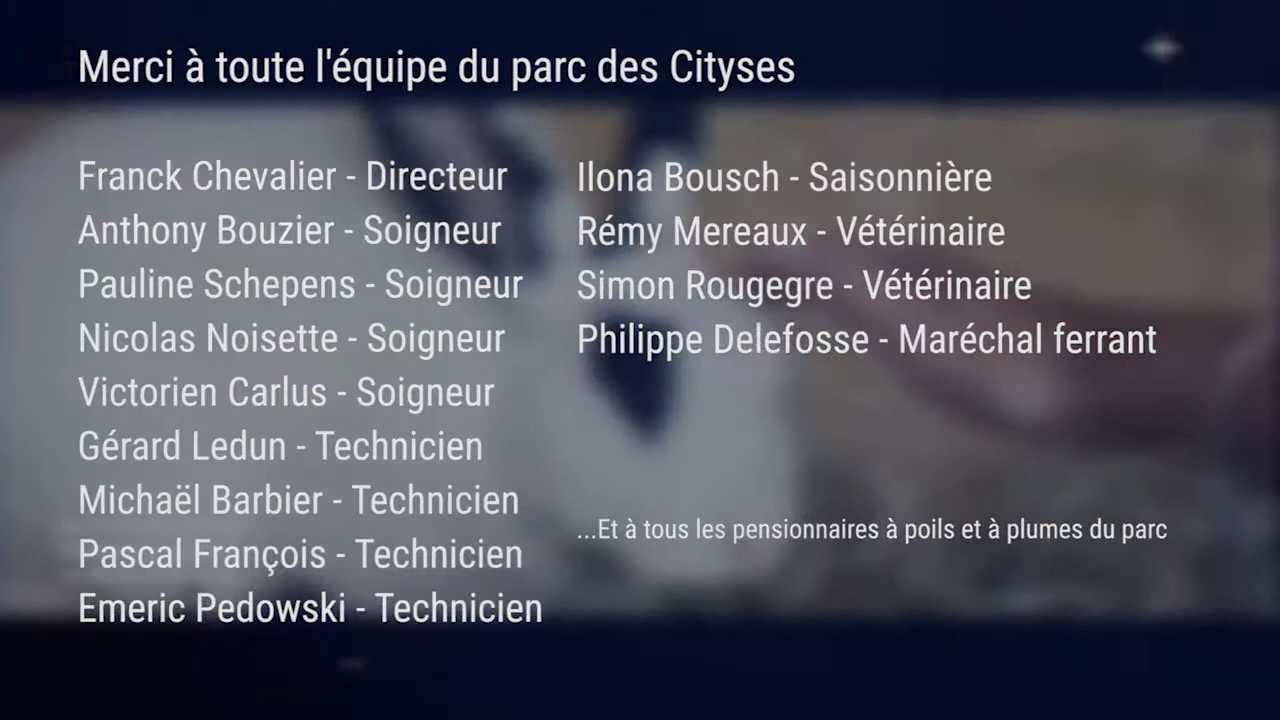 Merci à toute l'équipe du parc des Cityses
Franck Chevalier - Directeur
Anthony Bouzier - Soigneur
Pauline Schepens - Soigneur
Nicolas Noisette - Soigneur
Victorien Carlus - Soigneur
Gérard Ledun - Technicien
Michaël Barbier - Technicien
Pascal François - Technicien
Emeric Pedowski - Technicien
Ilona Bousch - Saisonnière
Rémy Mereaux - Vétérinaire
Simon Rougegre - Vétérinaire
Philippe Delefosse - Maréchal ferrant
...Et à tous les pensionnaires à poils et à plumes du parc